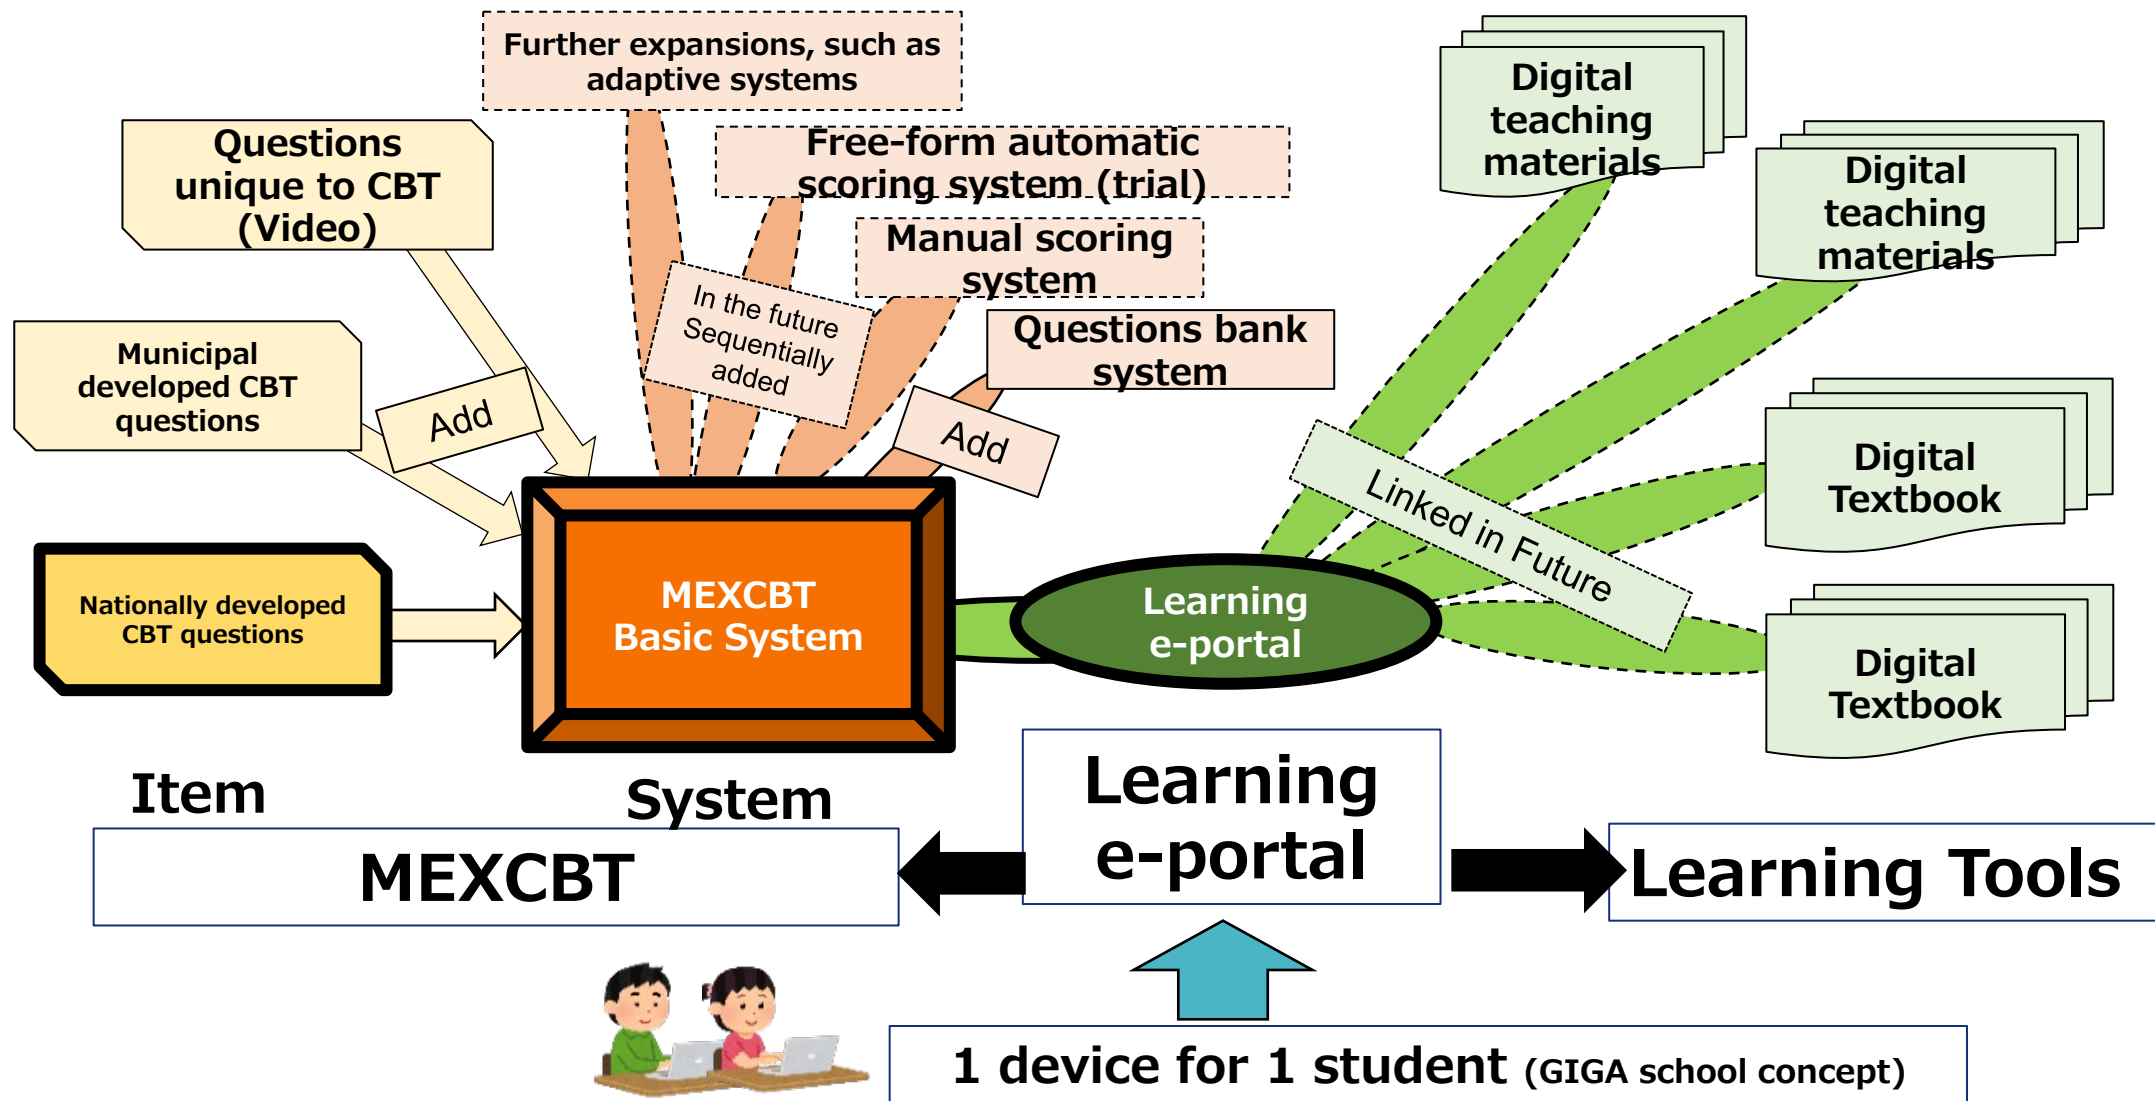 Further expansions, such as
adaptive systems
Questions
unique to CBT
(Video)
Free-form automatic
scoring system (trial)
Manual scoring
system
Questions bank
system
In the future
Sequentially
added
Add
Municipal
developed CBT
questions
Add
Nationally developed
CBT questions
MEXCBT
Basic System
Learning
e-portal
Digital
teaching
materials
Digital
teaching
materials
Digital
Textbook
Linked in Future
Digital
Textbook
Item
System
MEXCBT
Learning
e-portal
Learning Tools
1 device for 1 student (GIGA school concept)